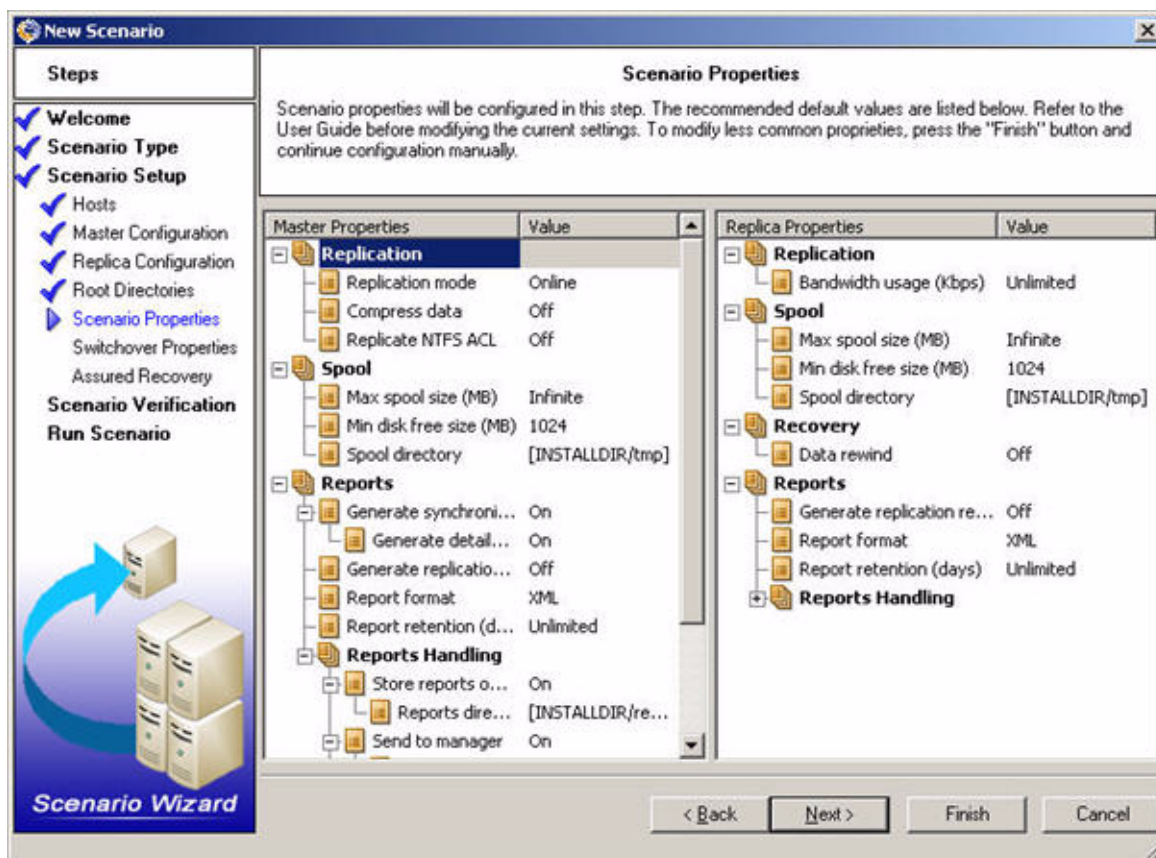 New Scenario
Steps
Welcome
Scenario Type
Scenario Setup
Hosts
Master Configuration
Replica Configuration
Root Directories
Scenario Properties
Switchover Properties
Assured Recovery
Scenario Verification
Run Scenario
Scenario Wizard
Scenario Properties
Scenario properties will be configured in this step. The recommended default values are listed below. Refer to the
User Guide before modifying the current settings. To modify less common proprieties, press the "Finish" button and
continue configuration manually.
Master Properties Value
Replication
Replication mode Online
Compress data Off
Replicate NTFS ACL Off
Spool
Max spool size (MB) Infinite
Min disk free size (MB) 1024
Spool directory [INSTALLDIR/tmp]
Reports
Generate synchroni... On
Generate detail... On
Generate replicatio... Off
Report format XML
Report retention (d... Unlimited
Reports Handling
Store reports o... On
Reports dire... [INSTALLDIR/re...
Send to manager On
Replica Properties Value
Replication
Bandwidth usage (Kbps) Unlimited
Spool
Max spool size (MB) Infinite
Min disk free size (MB) 1024
Spool directory [INSTALLDIR/tmp]
Recovery
Data rewind Off
Reports
Generate replication re... Off
Report format XML
Report retention (days) Unlimited
Reports Handling
< Back Next > Finish Cancel